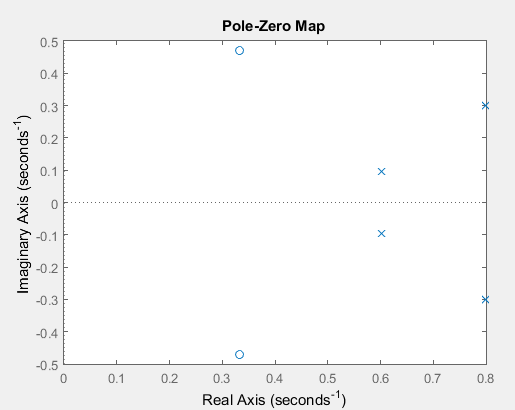 Pole-Zero Map
0.5
0.4
0.3
0.2
0.1
0
-0.1
-0.2
-0.3
-0.4
-0.5
Imaginary Axis (seconds⁻¹)
0 0.1 0.2 0.3 0.4 0.5 0.6 0.7 0.8
Real Axis (seconds⁻¹)